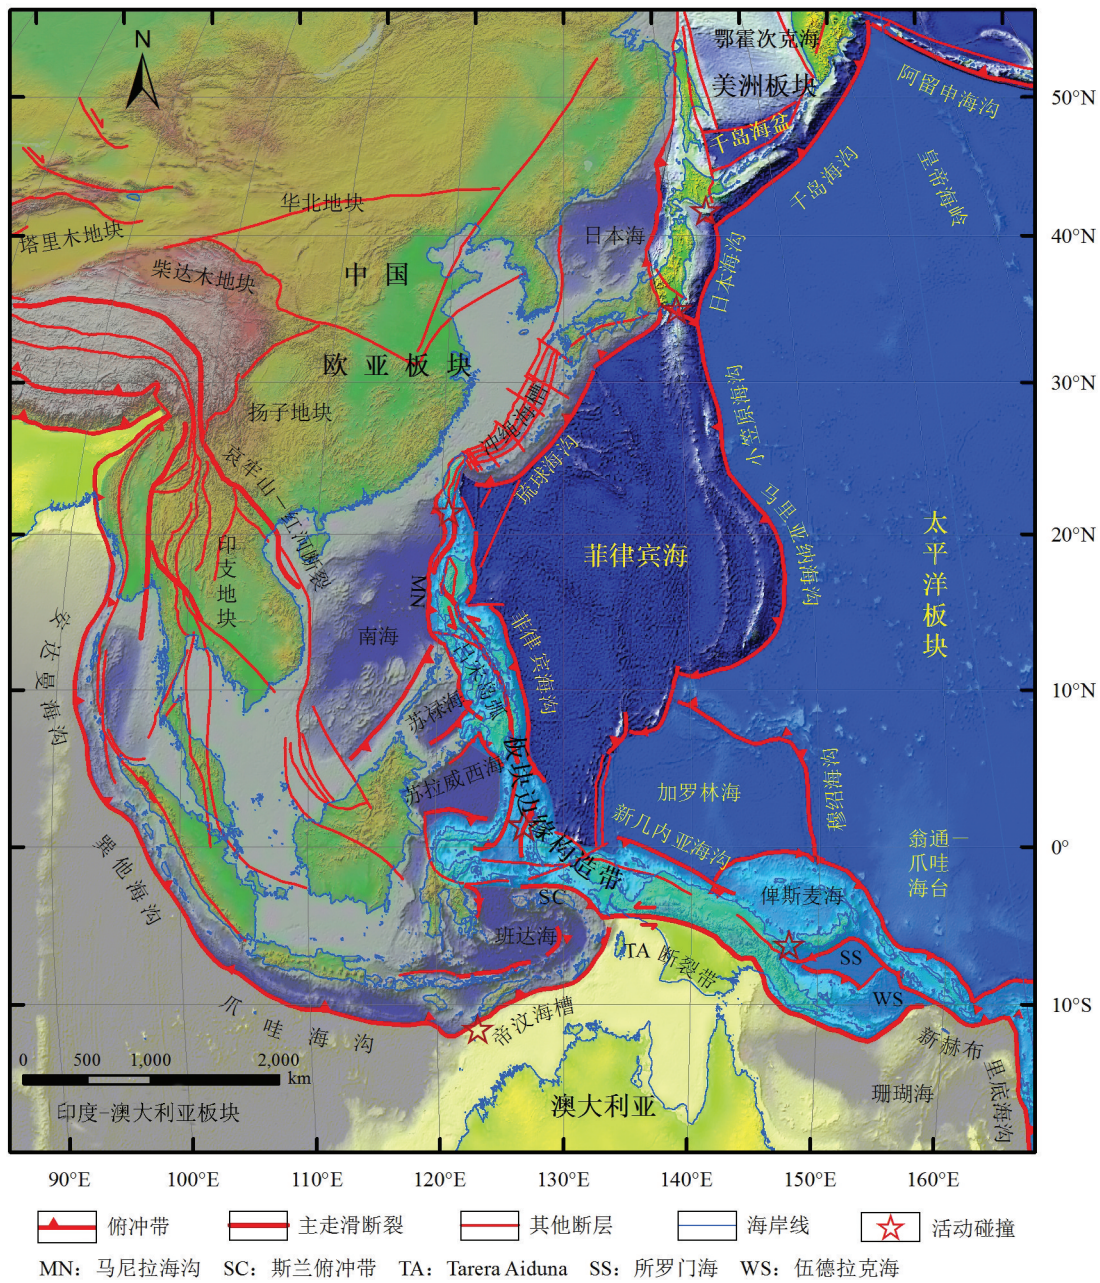 N
鄂霍次克海
美洲板块
阿留申海沟
50°N
千岛海盆
千岛海沟
皇帝海岭
华北地块
塔里木地块
日本海
40°N
柴达木地块
中国
日本海沟
欧亚板块
扬子地块
30°N
冲绳海槽
小笠原海沟
哀牢山－红河断裂
琉球海沟
马里亚纳海沟
太平洋板块
20°N
印支地块
菲律宾海
MN
安达曼海沟
南海
吕宋岛弧
菲律宾海沟
苏禄海
10°N
板块边缘构造带
苏拉威西海
加罗林海
穆绍海沟
新几内亚海沟
翁通－
爪哇
海台
0°
巽他海沟
SC
俾斯麦海
班达海
TA 断裂带
SS
WS
10°S
爪哇海沟
帝汶海槽
新赫布里底海沟
0 500 1,000 2,000
km
珊瑚海
印度–澳大利亚板块
澳大利亚
90°E 100°E 110°E 120°E 130°E 140°E 150°E 160°E
俯冲带 主走滑断裂 其他断层 海岸线 活动碰撞
MN：马尼拉海沟 SC：斯兰俯冲带 TA：Tarera Aiduna SS：所罗门海 WS：伍德拉克海